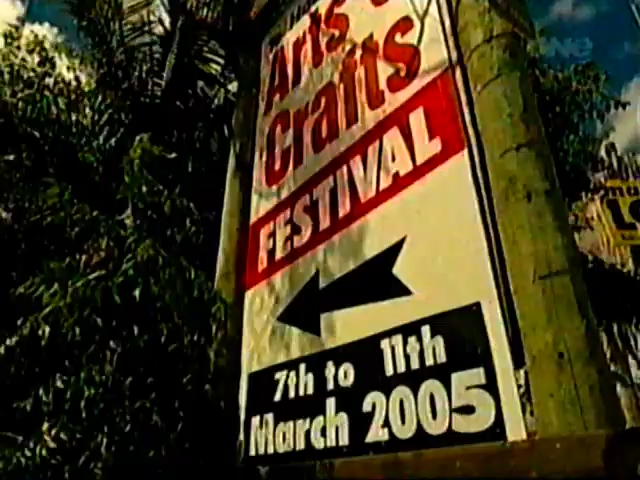 Arts &
Crafts
FESTIVAL
7th to 11th
March 2005